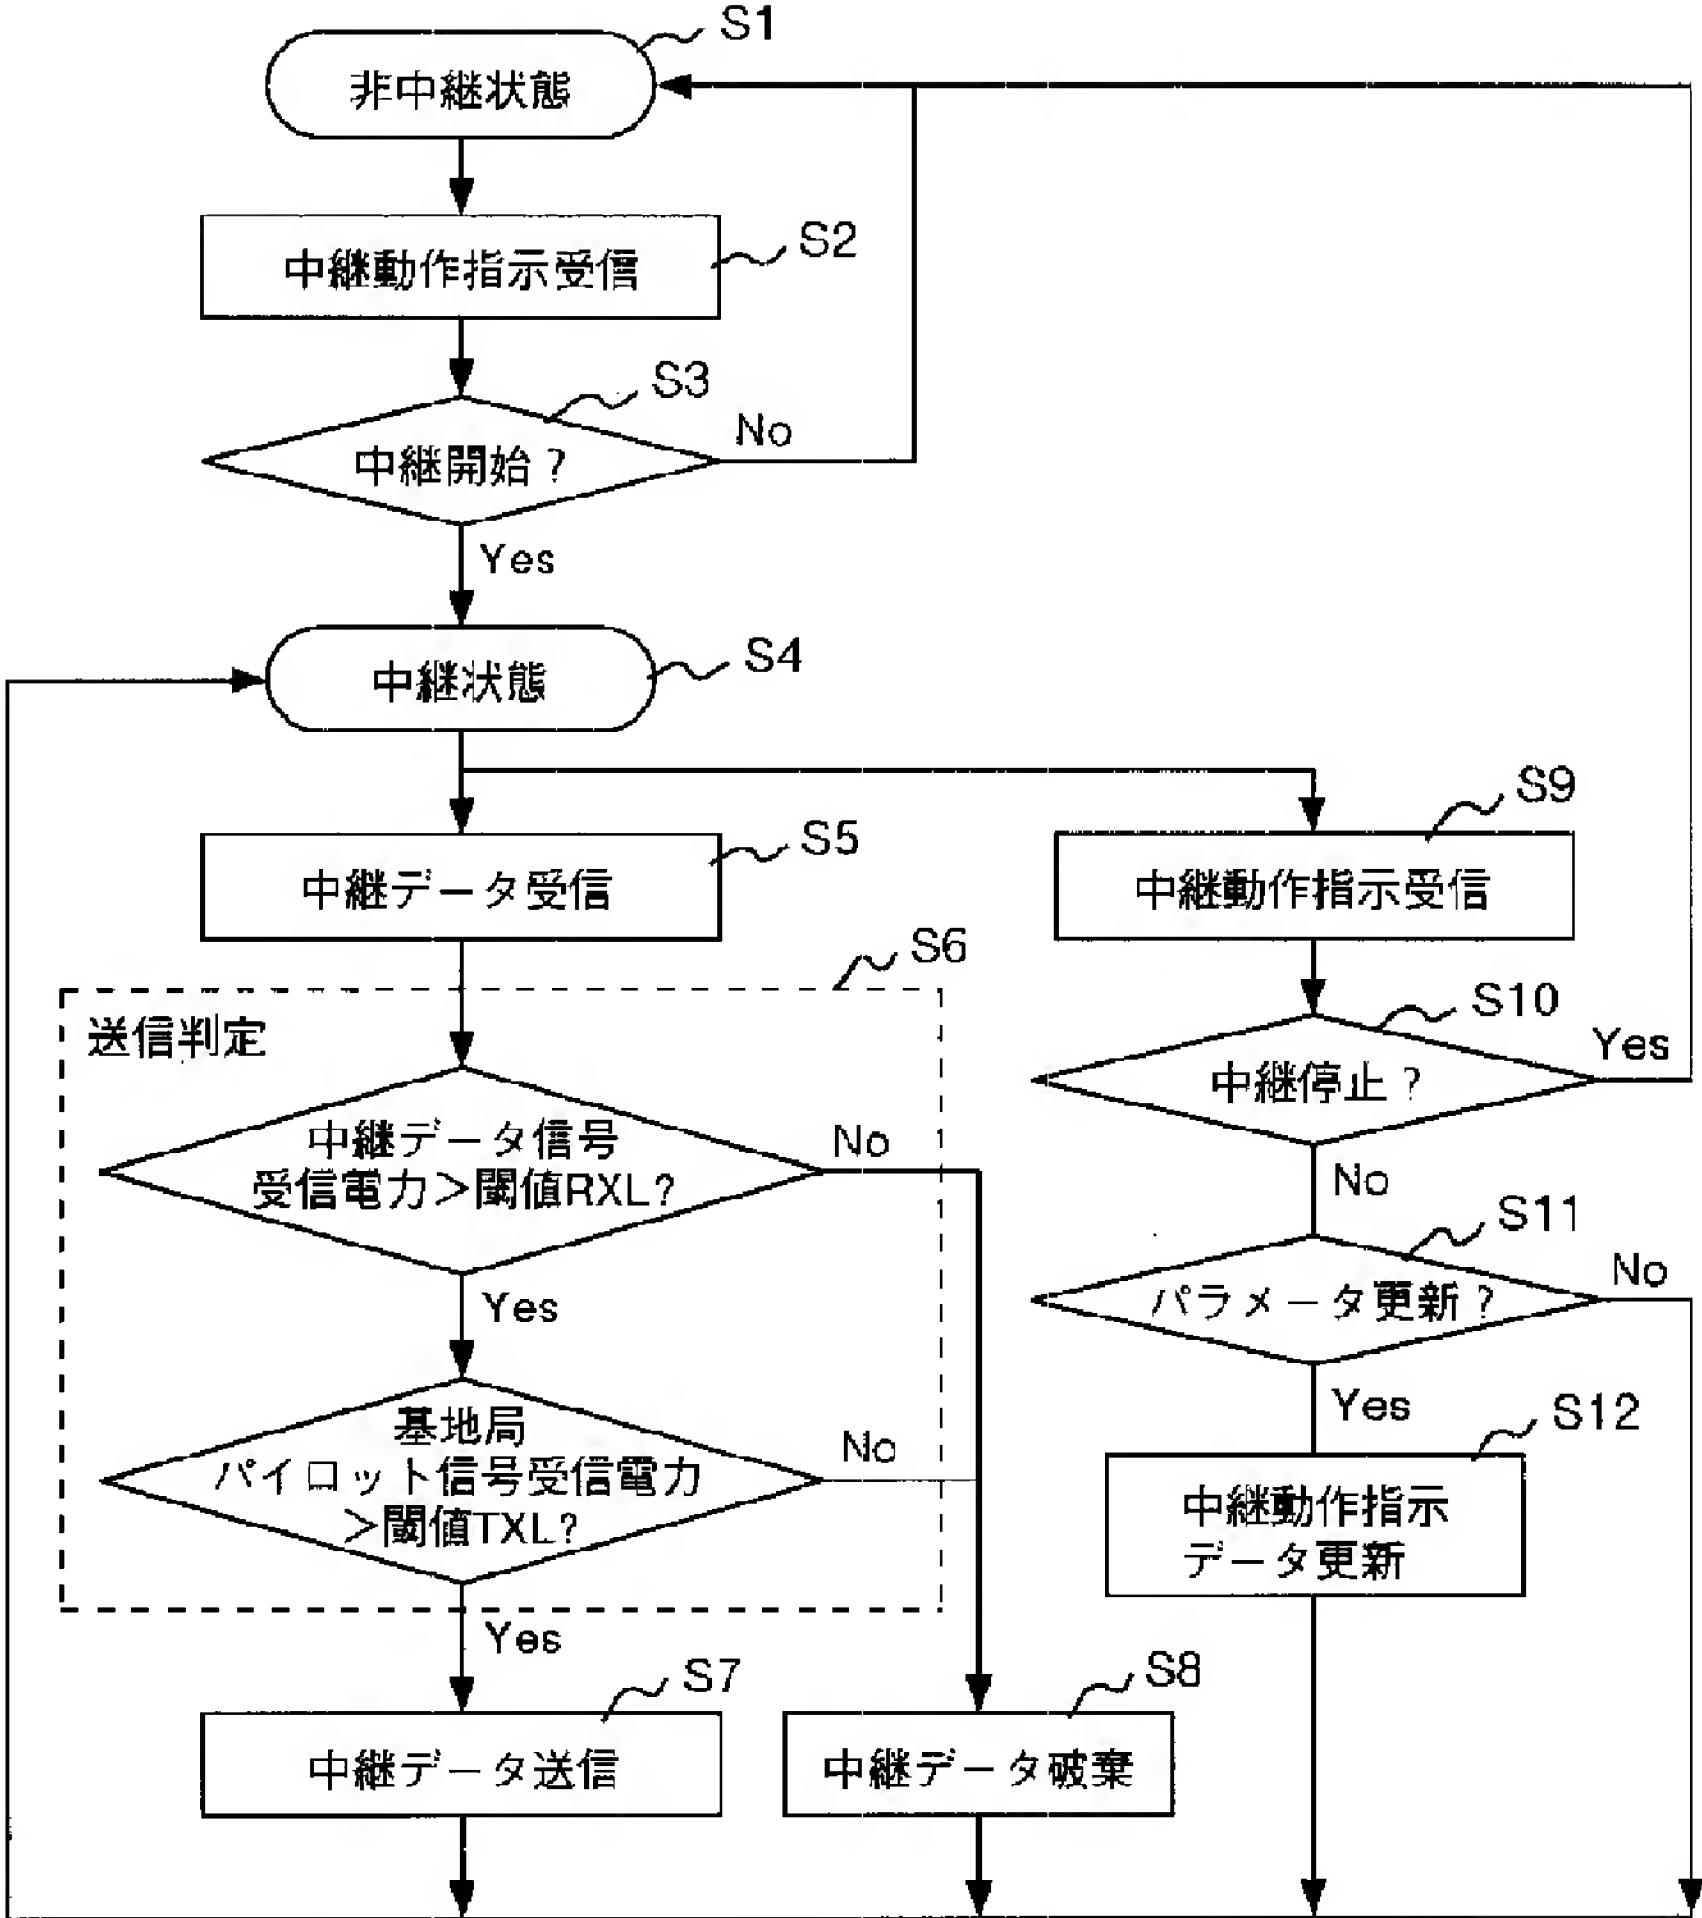 S1
非中継状態
S2
中継動作指示受信
S3
中継開始？
No
Yes
S4
中継状態
S5
中継データ受信
S6
送信判定
中継データ信号
受信電力＞閾値RXL?
No
Yes
基地局
パイロット信号受信電力
＞閾値TXL?
No
Yes
S7
中継データ送信
S8
中継データ破棄
S9
中継動作指示受信
S10
中継停止？
Yes
No
S11
パラメータ更新？
No
Yes
S12
中継動作指示
データ更新